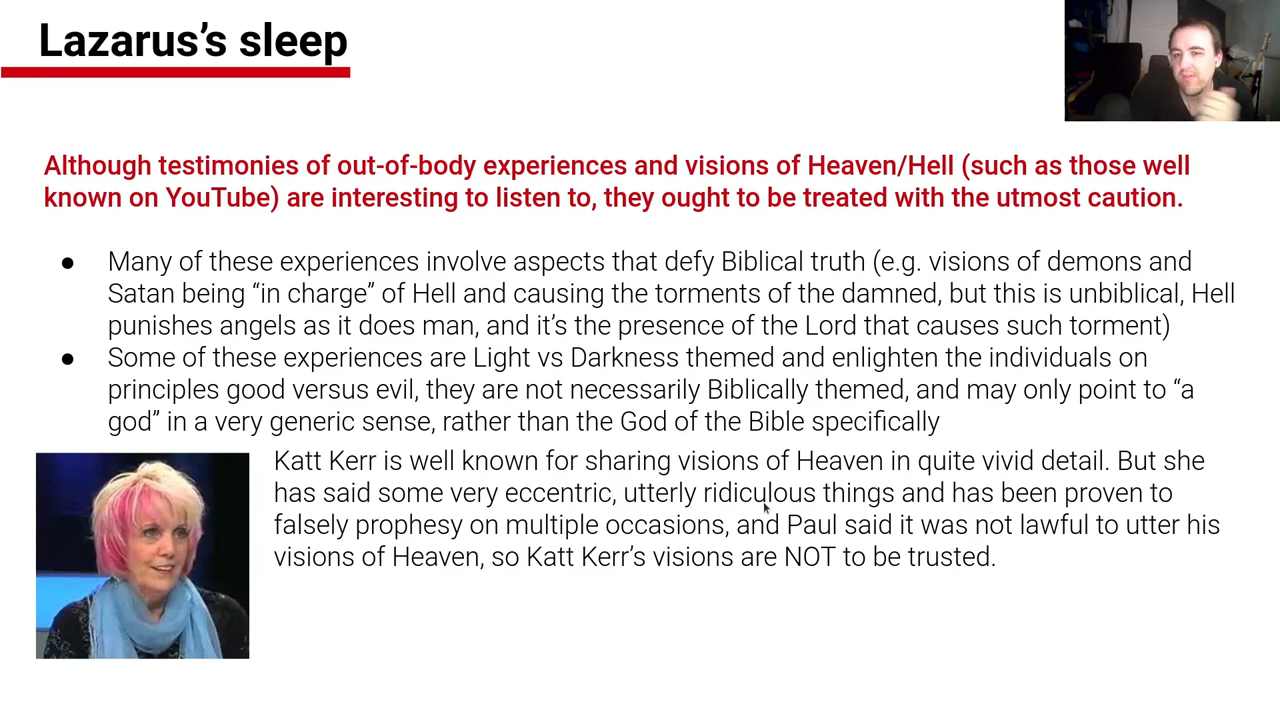 Lazarus's sleep
Although testimonies of out-of-body experiences and visions of Heaven/Hell (such as those well
known on YouTube) are interesting to listen to, they ought to be treated with the utmost caution.
● Many of these experiences involve aspects that defy Biblical truth (e.g. visions of demons and
Satan being “in charge” of Hell and causing the torments of the damned, but this is unbiblical, Hell
punishes angels as it does man, and it’s the presence of the Lord that causes such torment)
● Some of these experiences are Light vs Darkness themed and enlighten the individuals on
principles good versus evil, they are not necessarily Biblically themed, and may only point to “a
god” in a very generic sense, rather than the God of the Bible specifically
Katt Kerr is well known for sharing visions of Heaven in quite vivid detail. But she
has said some very eccentric, utterly ridiculous things and has been proven to
falsely prophesy on multiple occasions, and Paul said it was not lawful to utter his
visions of Heaven, so Katt Kerr’s visions are NOT to be trusted.